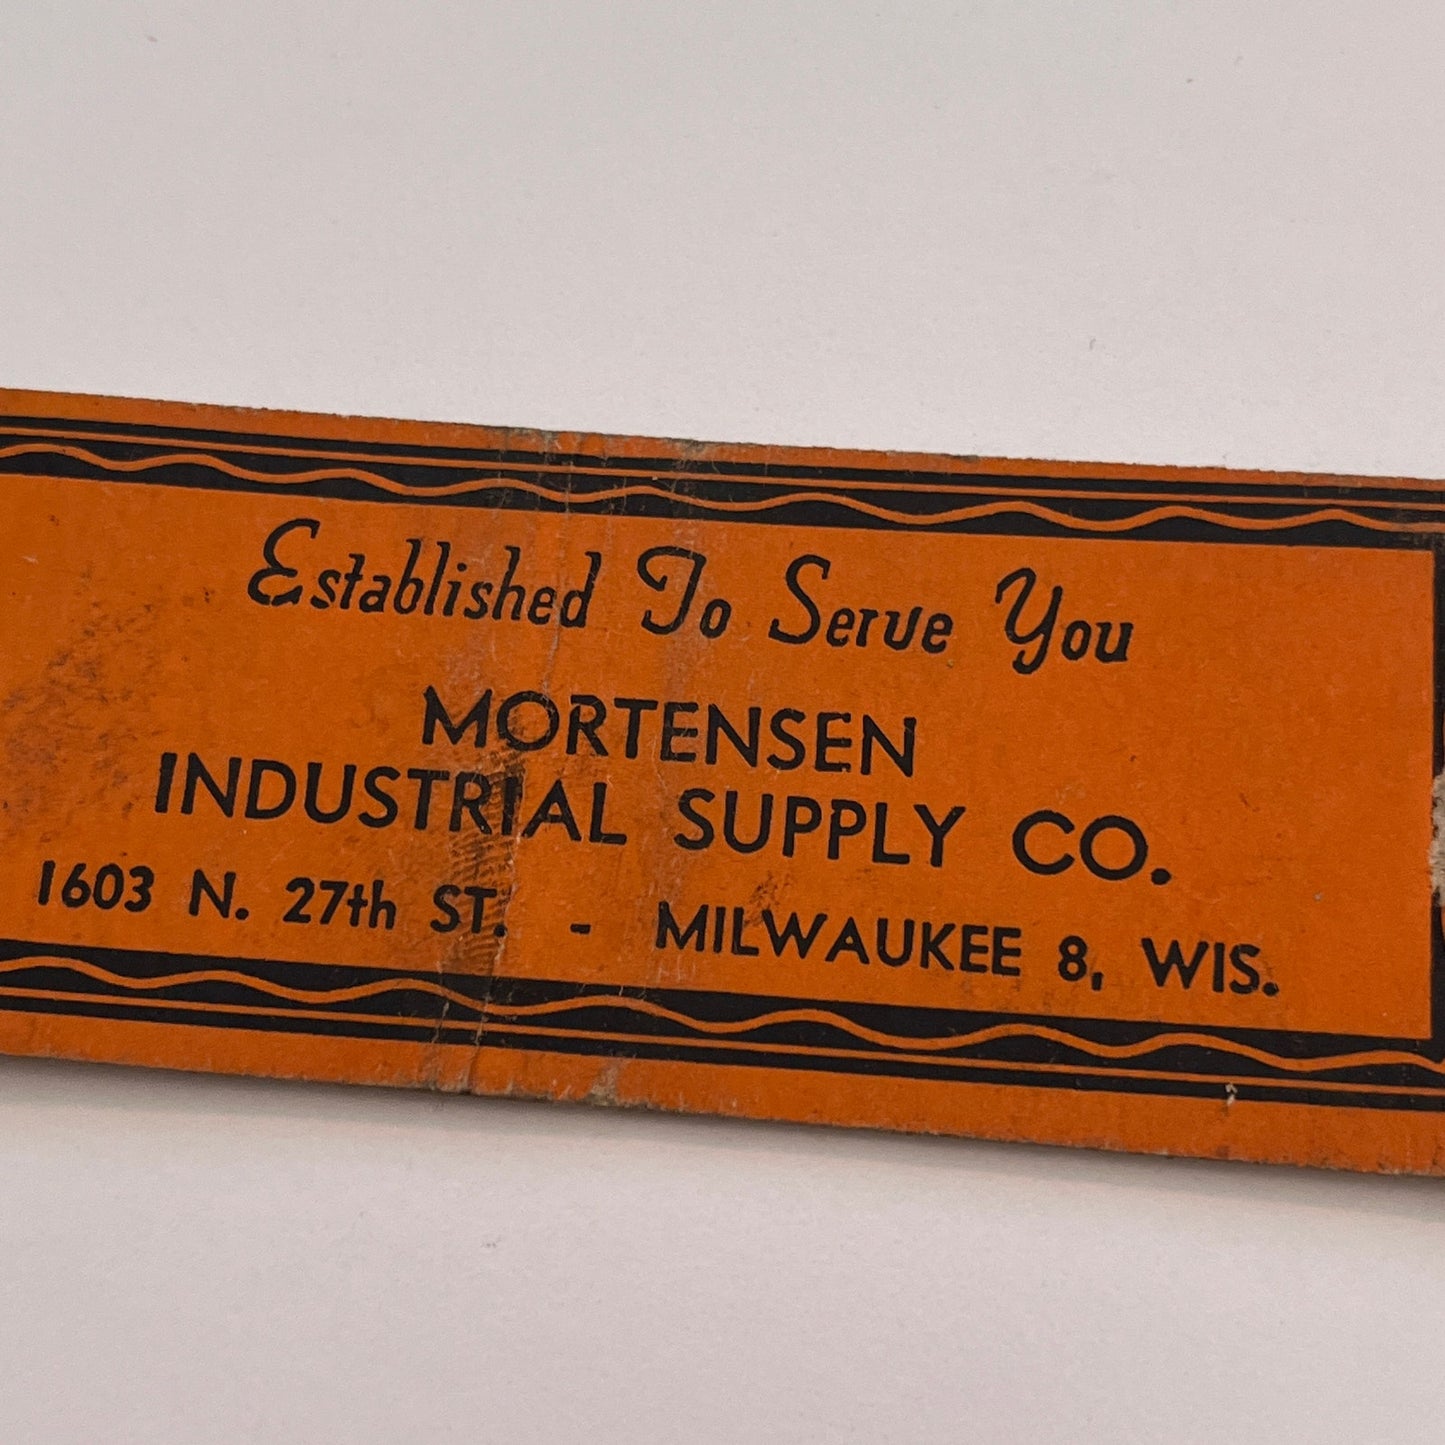 Established To Serve You
MORTENSEN
INDUSTRIAL SUPPLY CO.
1603 N. 27th ST. - MILWAUKEE 8, WIS.